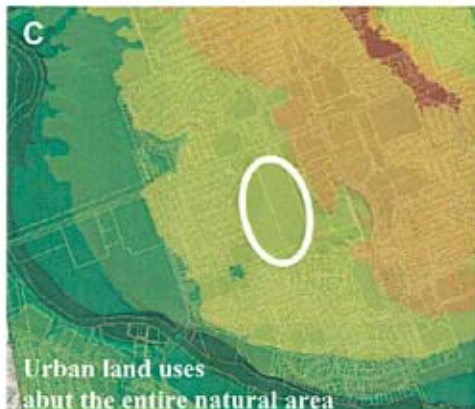 C
Urban land uses
abut the entire natural area